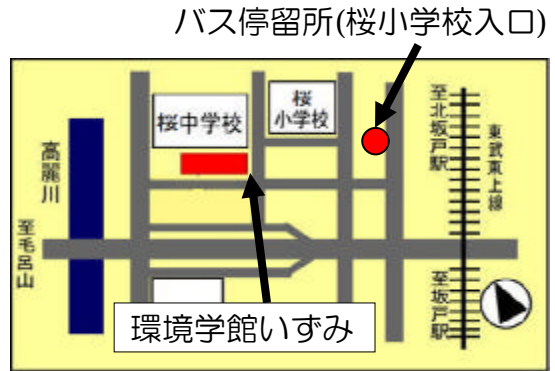 バス停留所(桜小学校入口)
桜中学校
桜
小学校
至北坂戸駅
東武東上線
高麗川
至毛呂山
至坂戸駅
環境学館いずみ